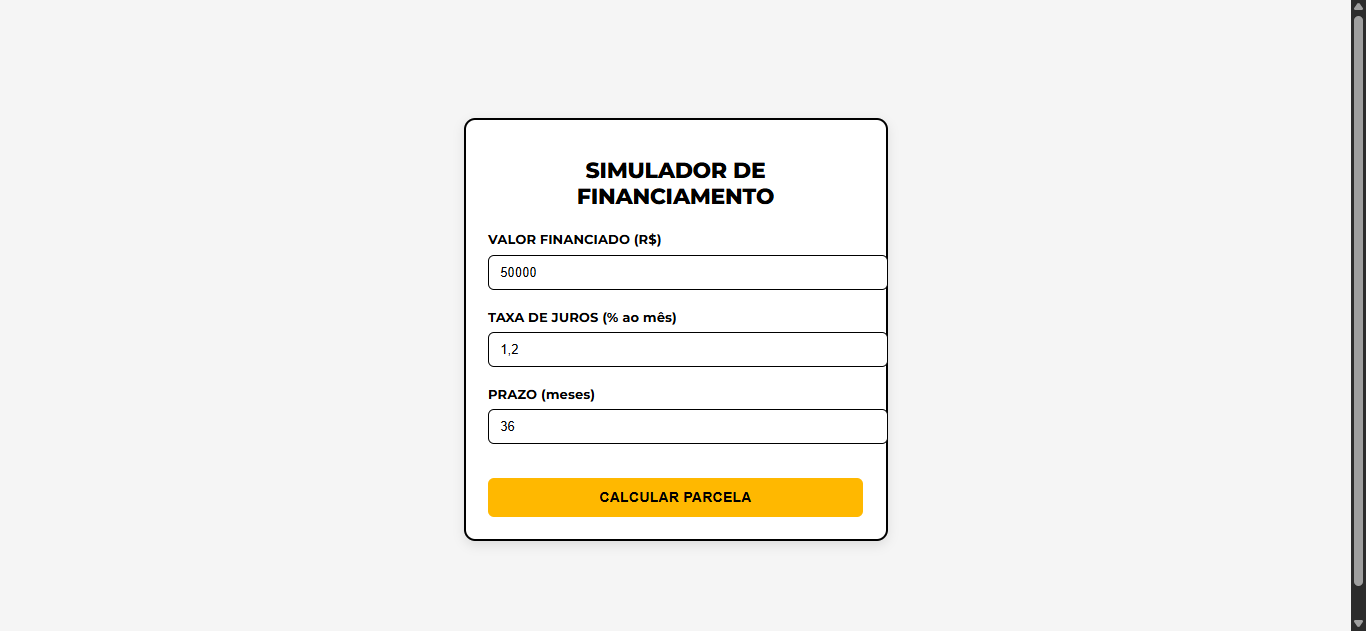 SIMULADOR DE
FINANCIAMENTO
VALOR FINANCIADO (R$)
50000
TAXA DE JUROS (% ao mês)
1,2
PRAZO (meses)
36
CALCULAR PARCELA